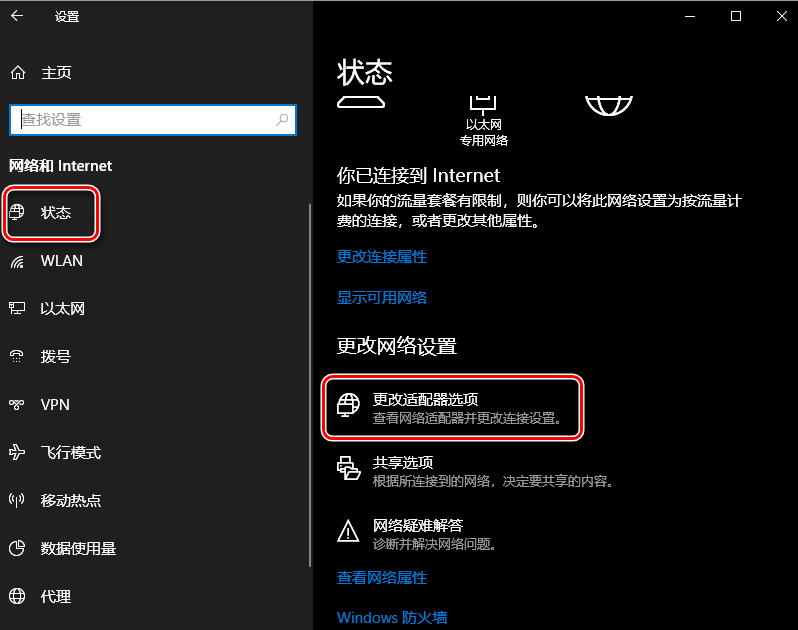 设置
主页
查找设置
网络和 Internet
状态
WLAN
以太网
拨号
VPN
飞行模式
移动热点
数据使用量
代理
状态
以太网
专用网络
你已连接到 Internet
如果你的流量套餐有限制，则你可以将此网络设置为按流量计
费的连接，或者更改其他属性。
更改连接属性
显示可用网络
更改网络设置
更改适配器选项
查看网络适配器并更改连接设置。
共享选项
根据所连接到的网络，决定要共享的内容。
网络疑难解答
诊断并解决网络问题。
查看网络属性
Windows 防火墙